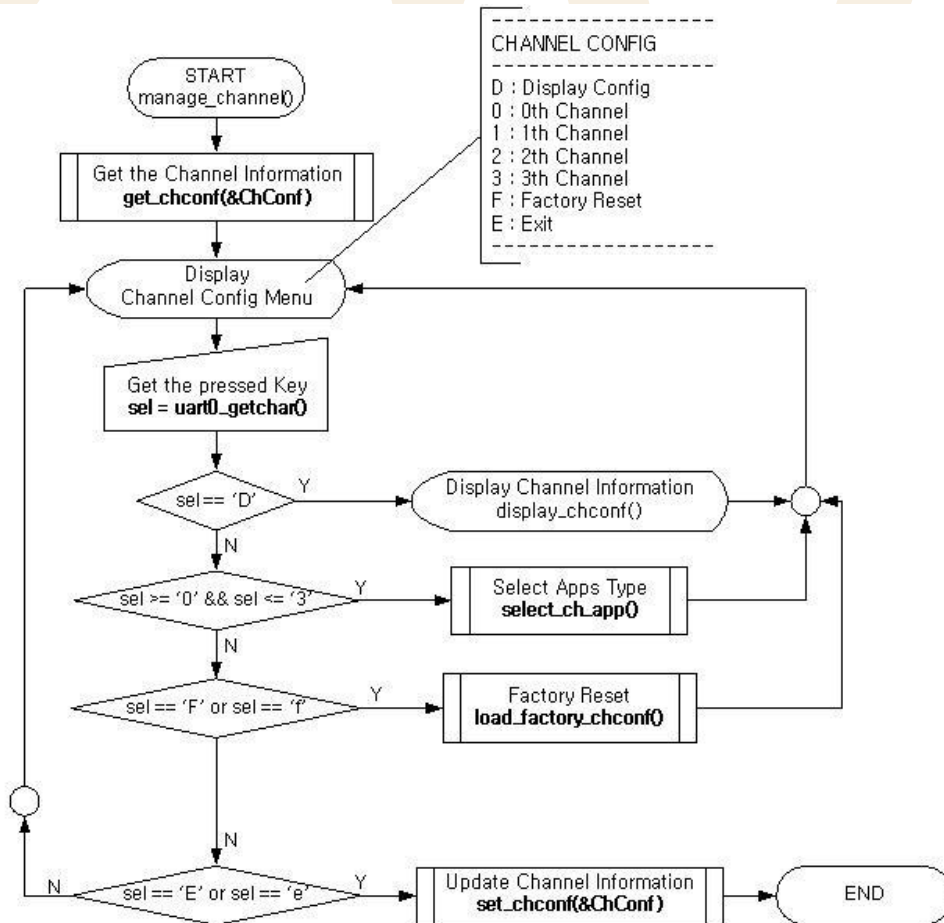 CHANNEL CONFIG
D : Display Config
0 : 0th Channel
1 : 1th Channel
2 : 2th Channel
3 : 3th Channel
F : Factory Reset
E : Exit
START
manage_channel()
Get the Channel Information
get_chconf(&ChConf)
Display
Channel Config Menu
Get the pressed Key
sel = uart0_getchar()
sel == 'D'
Y
Display Channel Information
display_chconf()
N
sel >= '0' && sel <= '3'
Y
Select Apps Type
select_ch_app()
N
sel == 'F' or sel == 'f'
Y
Factory Reset
load_factory_chconf()
N
N
sel == 'E' or sel == 'e'
Y
Update Channel Information
set_chconf(&ChConf)
END